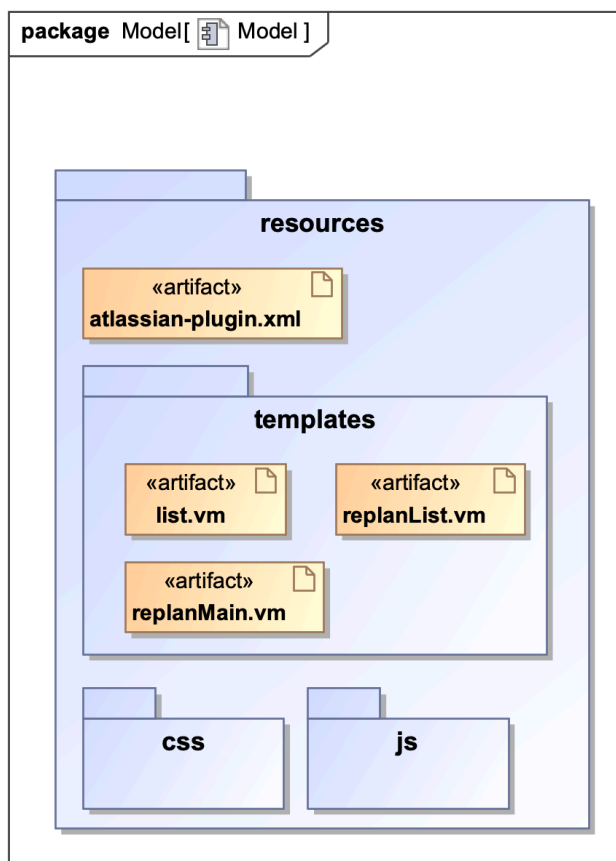 package Model[ Model ]
resources
«artifact»
atlassian-plugin.xml
templates
«artifact»
list.vm
«artifact»
replanList.vm
«artifact»
replanMain.vm
css
js